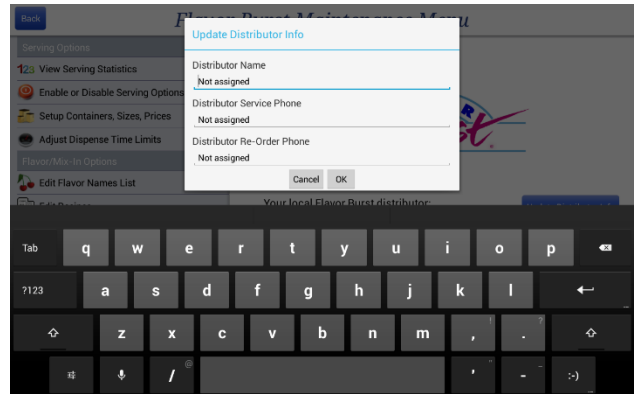 Back
Flavor Burst Maintenance Menu
Update Distributor Info
Serving Options
123 View Serving Statistics
Enable or Disable Serving Options
Setup Containers, Sizes, Prices
Adjust Dispense Time Limits
Flavor/Mix-In Options
Edit Flavor Names List
Distributor Name
Not assigned
Distributor Service Phone
Not assigned
Distributor Re-Order Phone
Not assigned
Cancel OK
Your local Flavor Burst distributor:
Tab q w e r t y u i o p
?123 a s d f g h j k l
z x c v b n m , ! . ?
/ @ ' " - _ :-)